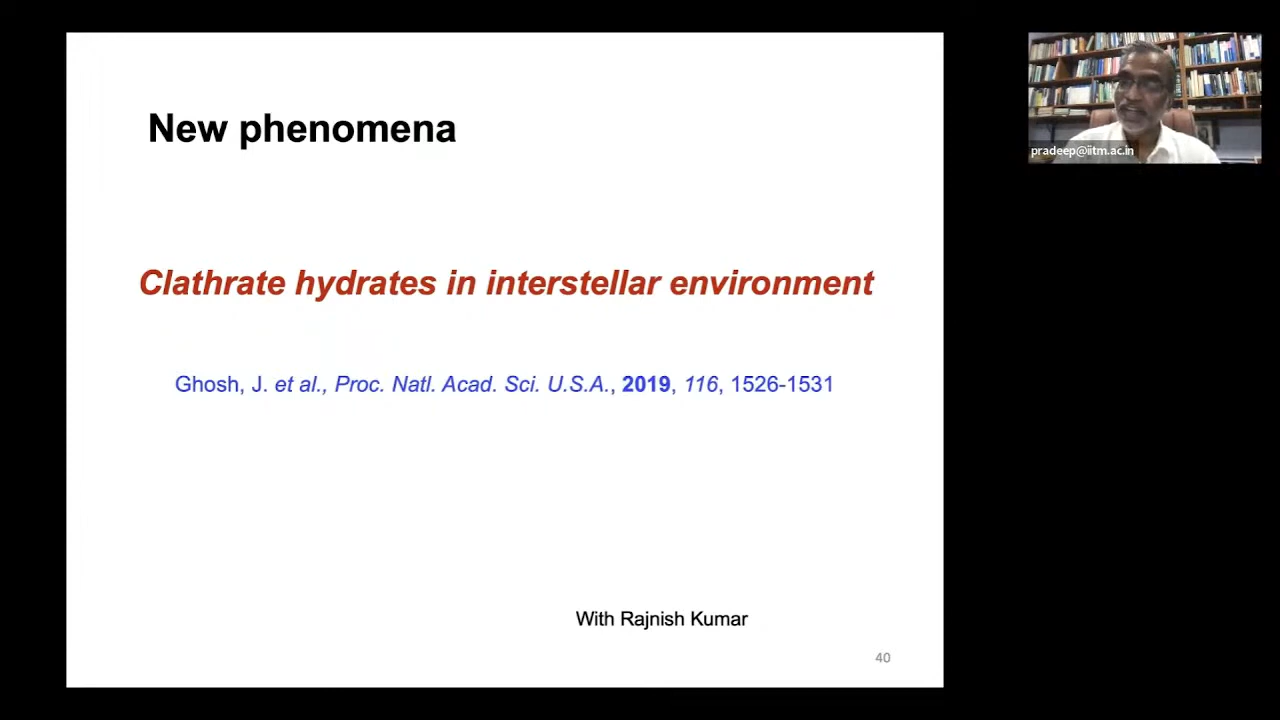 New phenomena
pradeep@iitm.ac.in
Clathrate hydrates in interstellar environment
Ghosh, J. et al., Proc. Natl. Acad. Sci. U.S.A., 2019, 116, 1526-1531
With Rajnish Kumar
40